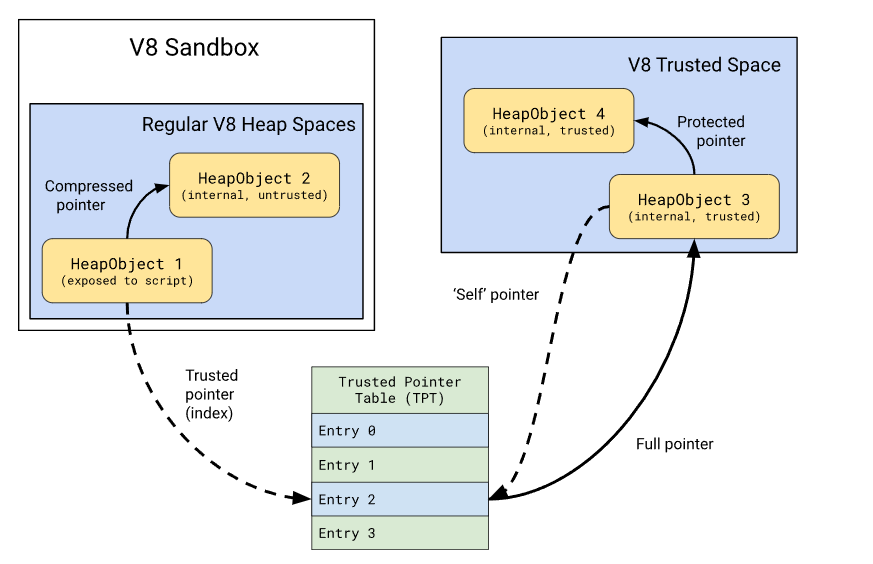 V8 Sandbox
Regular V8 Heap Spaces
HeapObject 2
(internal, untrusted)
Compressed
pointer
HeapObject 1
(exposed to script)
V8 Trusted Space
HeapObject 4
(internal, trusted)
Protected
pointer
HeapObject 3
(internal, trusted)
‘Self’ pointer
Trusted
pointer
(index)
Trusted Pointer
Table (TPT)
Entry 0
Entry 1
Entry 2
Entry 3
Full pointer